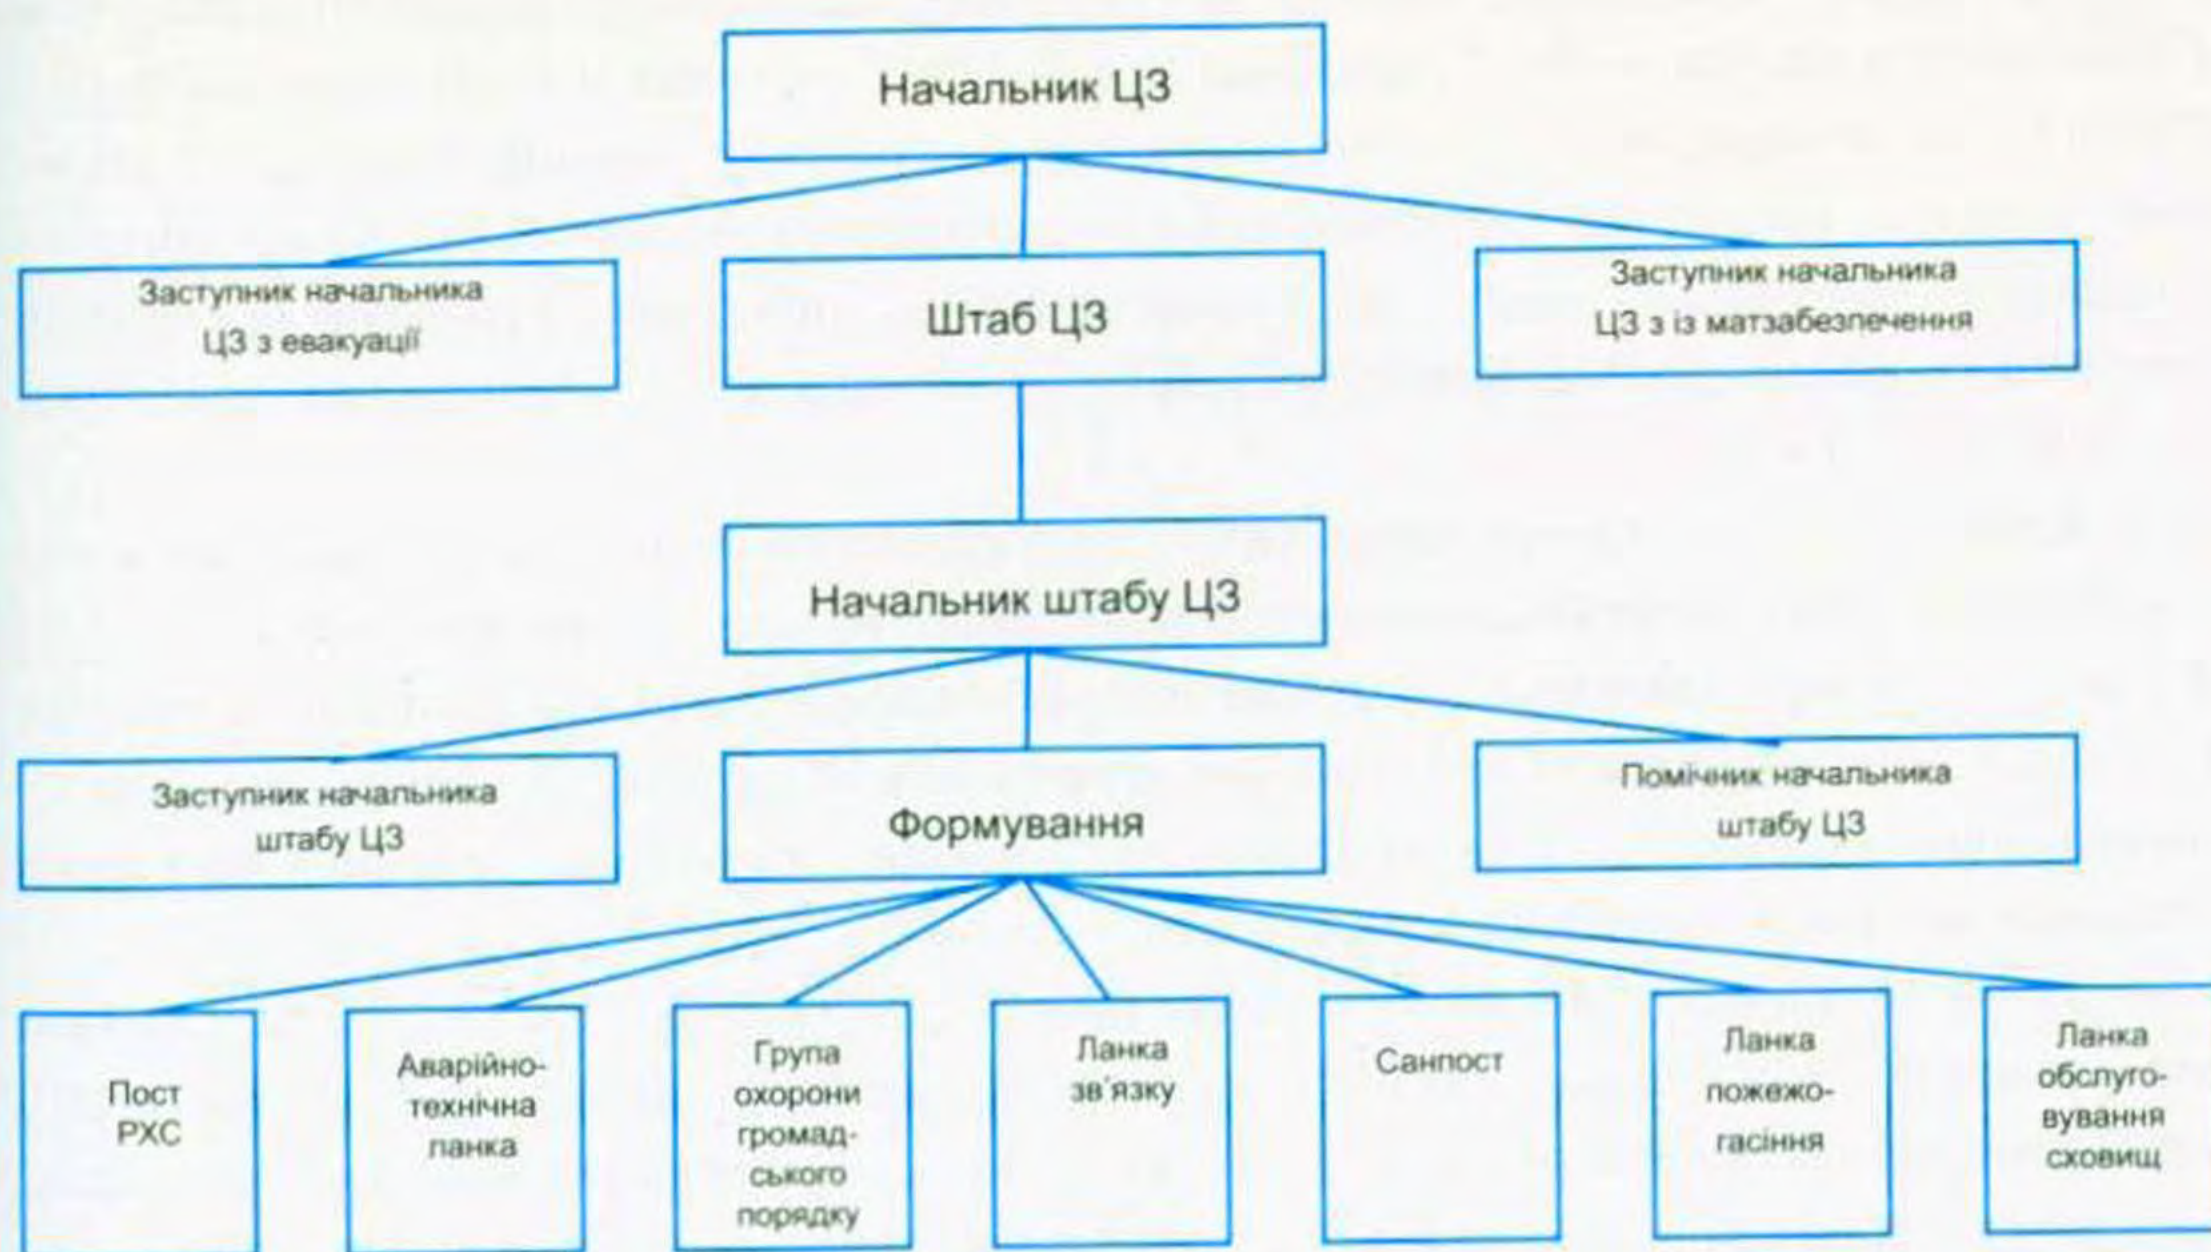 Начальник ЦЗ
Заступник начальника
ЦЗ з евакуації
Штаб ЦЗ
Заступник начальника
ЦЗ з із матзабезпечення
Начальник штабу ЦЗ
Заступник начальника
штабу ЦЗ
Формування
Помічник начальника
штабу ЦЗ
Пост
РХС
Аварійно-
технічна
ланка
Група
охорони
громад-
ського
порядку
Ланка
зв'язку
Санпост
Ланка
пожежо-
гасіння
Ланка
обслуго-
вування
сховищ